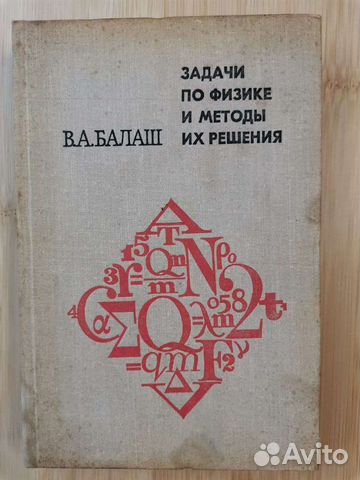 В.А.БАЛАШ
ЗАДАЧИ
ПО ФИЗИКЕ
И МЕТОДЫ
ИХ РЕШЕНИЯ
Avito